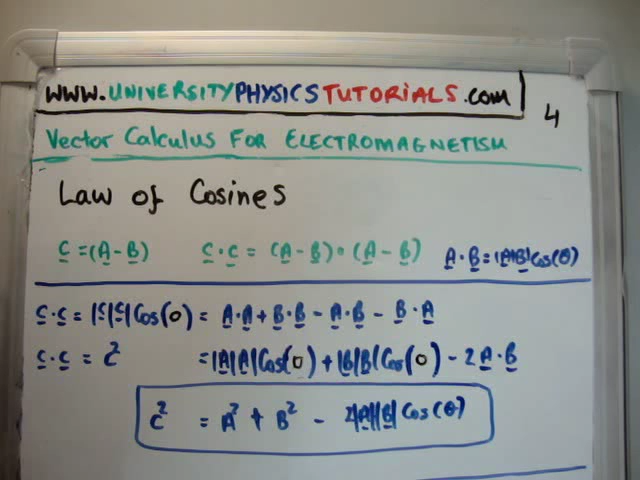 WWW.UNIVERSITYPHYSICSTUTORIALS.COM 4
Vector Calculus FOR ELECTROMAGNETISM
Law of Cosines
C = (A - B) C · C = (A - B) · (A - B) A · B = |A||B|Cos(θ)
C · C = |C||C|Cos(0) = A · A + B · B - A · B - B · A
C · C = C² = |A||A|Cos(0) + |B||B|Cos(0) - 2 A · B
C² = A² + B² - 2|A||B|Cos(θ)